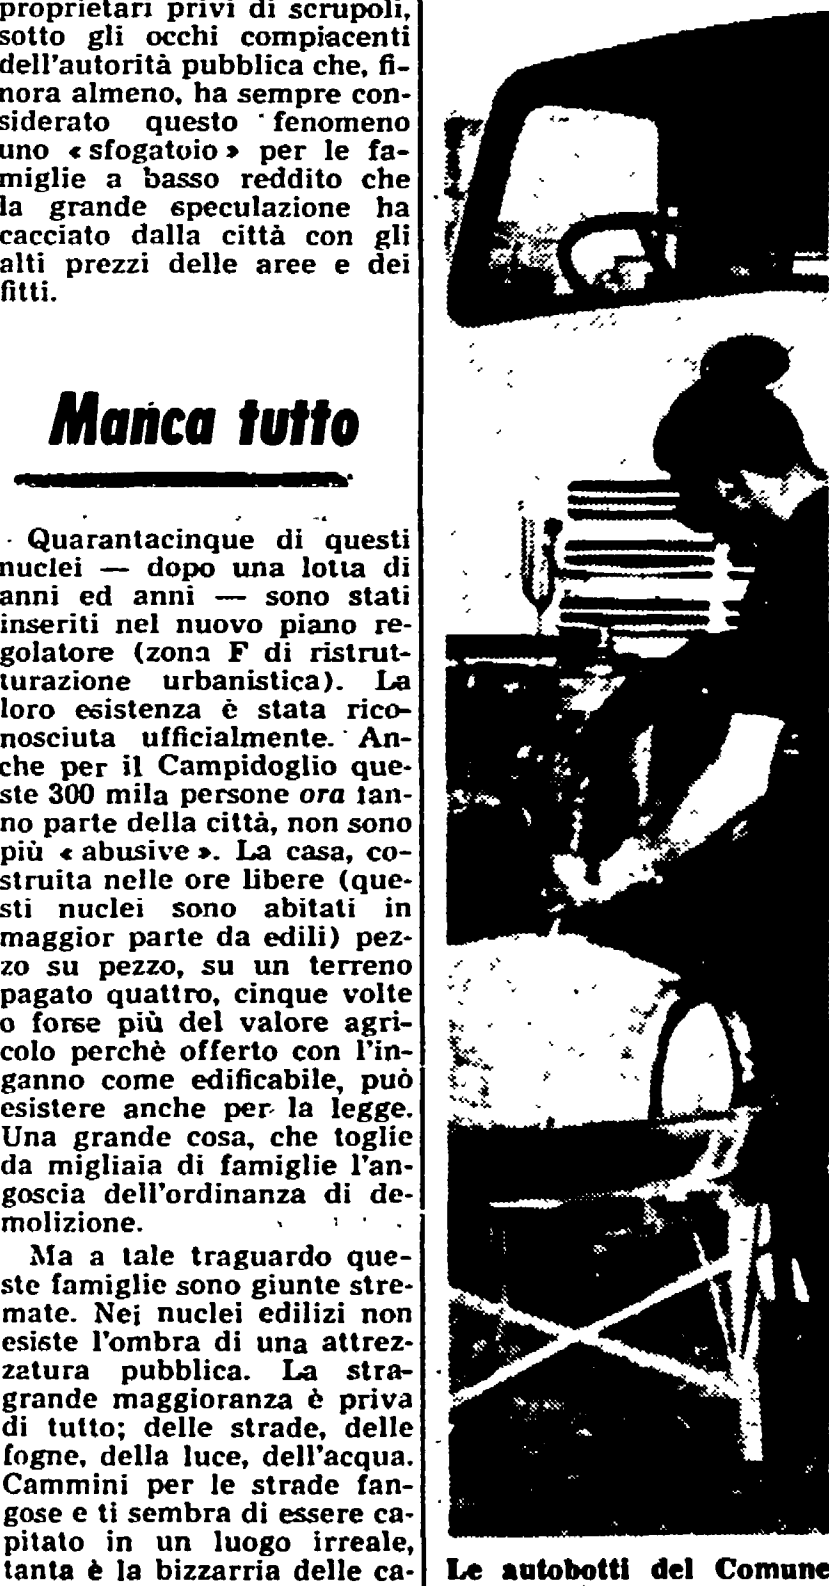 proprietari privi di scrupoli,
sotto gli occhi compiacenti
dell'autorità pubblica che, fi-
nora almeno, ha sempre con-
siderato questo fenomeno
uno « sfogatoio » per le fa-
miglie a basso reddito che
la grande speculazione ha
cacciato dalla città con gli
alti prezzi delle aree e dei
fitti.
Manca tutto
Quarantacinque di questi
nuclei — dopo una lotta di
anni ed anni — sono stati
inseriti nel nuovo piano re-
golatore (zona F di ristrut-
turazione urbanistica). La
loro esistenza è stata rico-
nosciuta ufficialmente. An-
che per il Campidoglio que-
ste 300 mila persone ora fan-
no parte della città, non sono
più « abusive ». La casa, co-
struita nelle ore libere (que-
sti nuclei sono abitati in
maggior parte da edili) pez-
zo su pezzo, su un terreno
pagato quattro, cinque volte
o forse più del valore agri-
colo perchè offerto con l'in-
ganno come edificabile, può
esistere anche per la legge.
Una grande cosa, che toglie
da migliaia di famiglie l'an-
goscia dell'ordinanza di de-
molizione.
Ma a tale traguardo que-
ste famiglie sono giunte stre-
mate. Nei nuclei edilizi non
esiste l'ombra di una attrez-
zatura pubblica. La stra-
grande maggioranza è priva
di tutto; delle strade, delle
fogne, della luce, dell'acqua.
Cammini per le strade fan-
gose e ti sembra di essere ca-
pitato in un luogo irreale,
tanta è la bizzarria delle ca-
Le autobotti del Comune